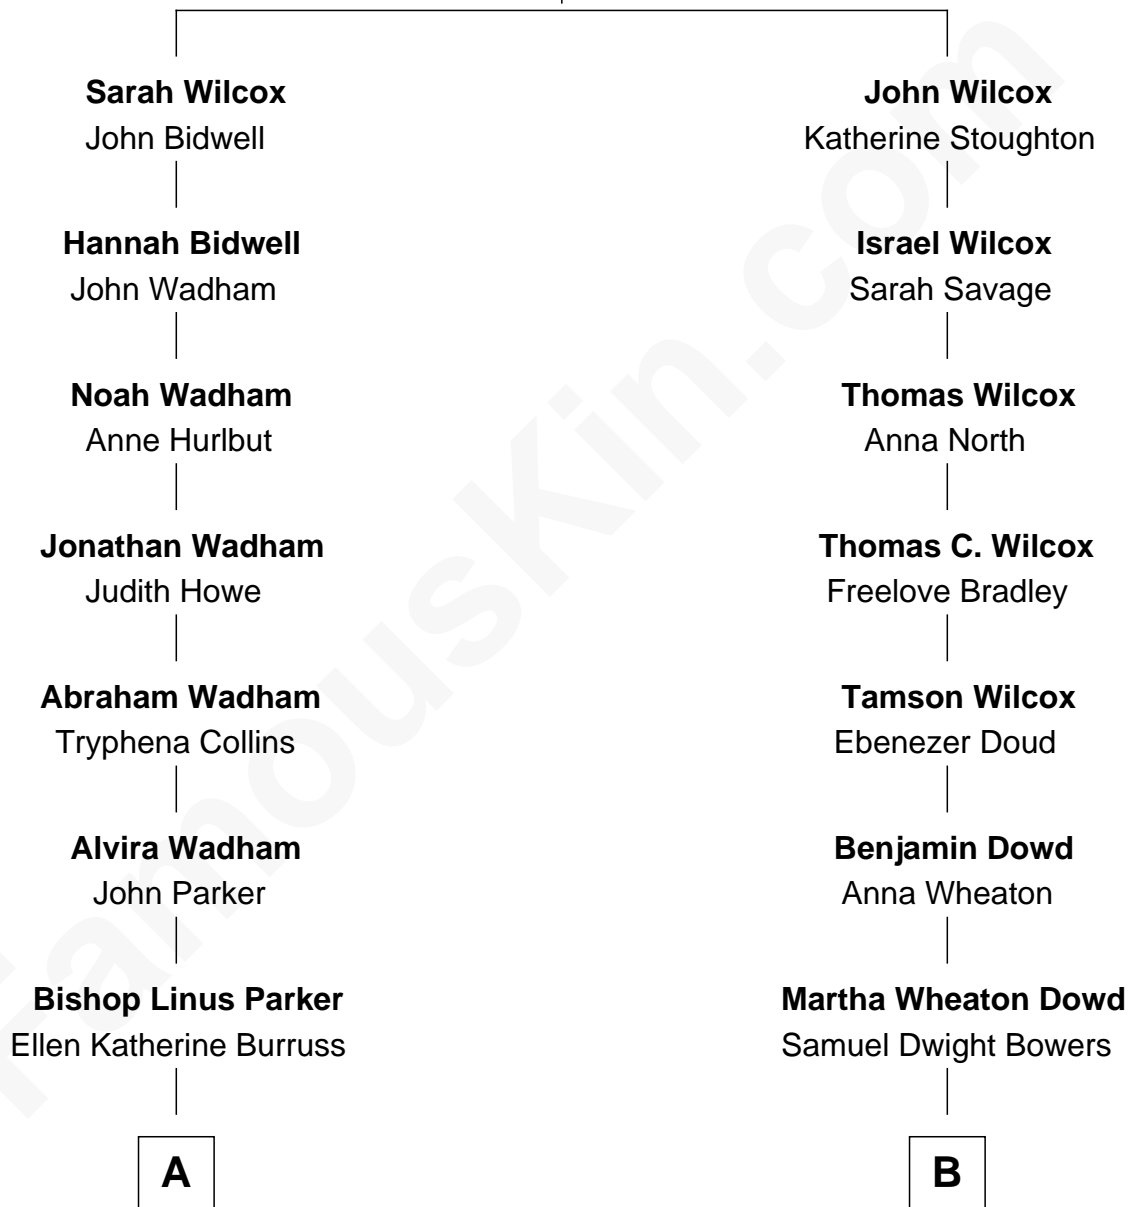 Sarah Wilcox
John Bidwell
Hannah Bidwell
John Wadham
Noah Wadham
Anne Hurlbut
Jonathan Wadham
Judith Howe
Abraham Wadham
Tryphena Collins
Alvira Wadham
John Parker
Bishop Linus Parker
Ellen Katherine Burruss
A
John Wilcox
Katherine Stoughton
Israel Wilcox
Sarah Savage
Thomas Wilcox
Anna North
Thomas C. Wilcox
Freelove Bradley
Tamson Wilcox
Ebenezer Doud
Benjamin Dowd
Anna Wheaton
Martha Wheaton Dowd
Samuel Dwight Bowers
B
FamousKin.com